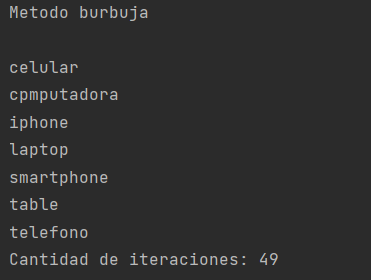 Metodo burbuja
celular
cpmputadora
iphone
laptop
smartphone
table
telefono
Cantidad de iteraciones: 49